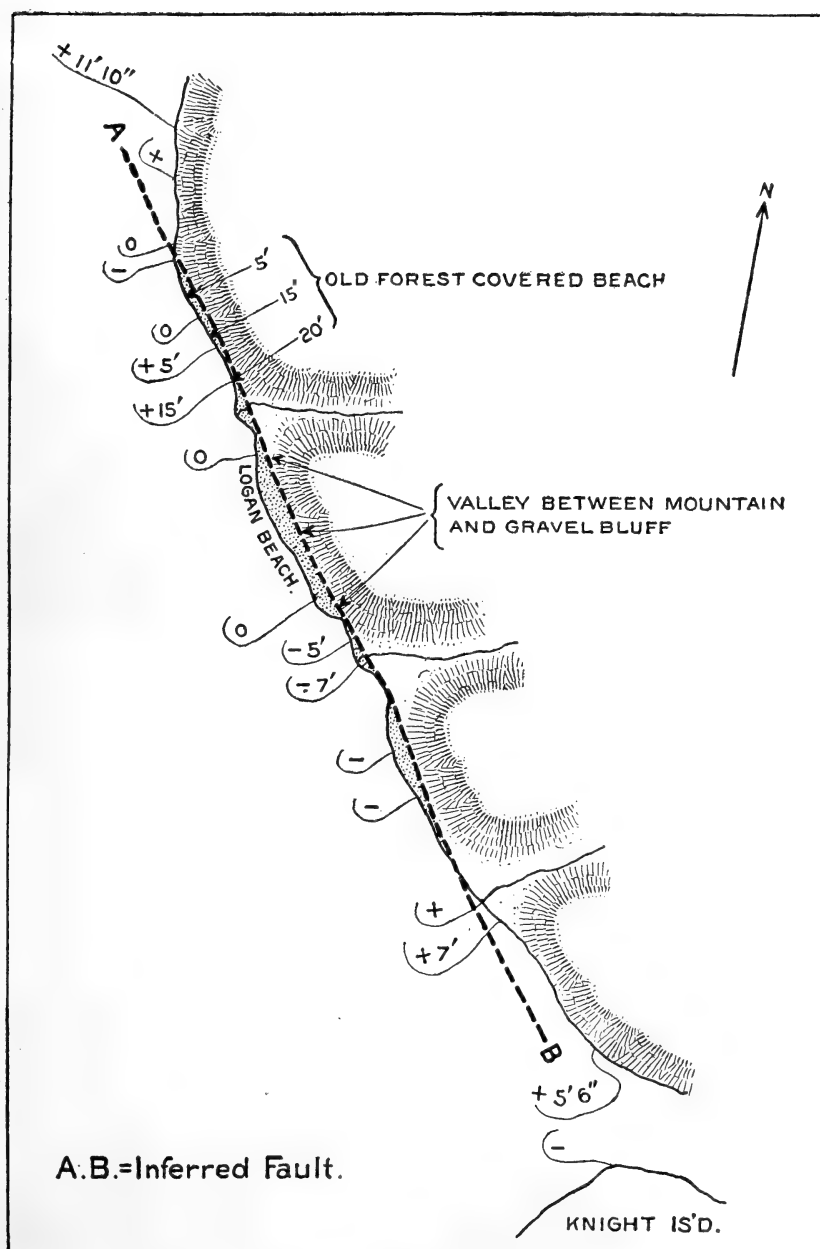 + 11' 10"
A
+
N
0
−
5'
OLD FOREST COVERED BEACH
15'
0
20'
+ 5'
+ 15'
0
LOGAN BEACH.
VALLEY BETWEEN MOUNTAIN
AND GRAVEL BLUFF
0
− 5'
− 7'
−
−
+
+ 7'
B
+ 5' 6"
−
A.B.=Inferred Fault.
KNIGHT IS'D.